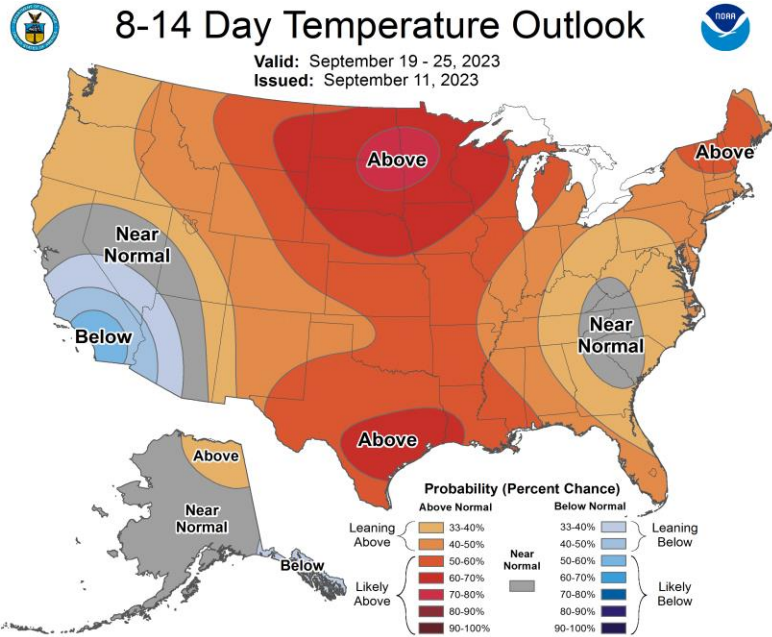 8-14 Day Temperature Outlook
Valid: September 19 - 25, 2023
Issued: September 11, 2023
NOAA
Above
Above
Near
Normal
Below
Near
Normal
Above
Above
Near
Normal
Below
Probability (Percent Chance)
Above Normal
Below Normal
Leaning
Above
33-40%
40-50%
Likely
Above
50-60%
60-70%
70-80%
80-90%
90-100%
Near
Normal
33-40%
40-50%
Leaning
Below
50-60%
60-70%
70-80%
80-90%
90-100%
Likely
Below